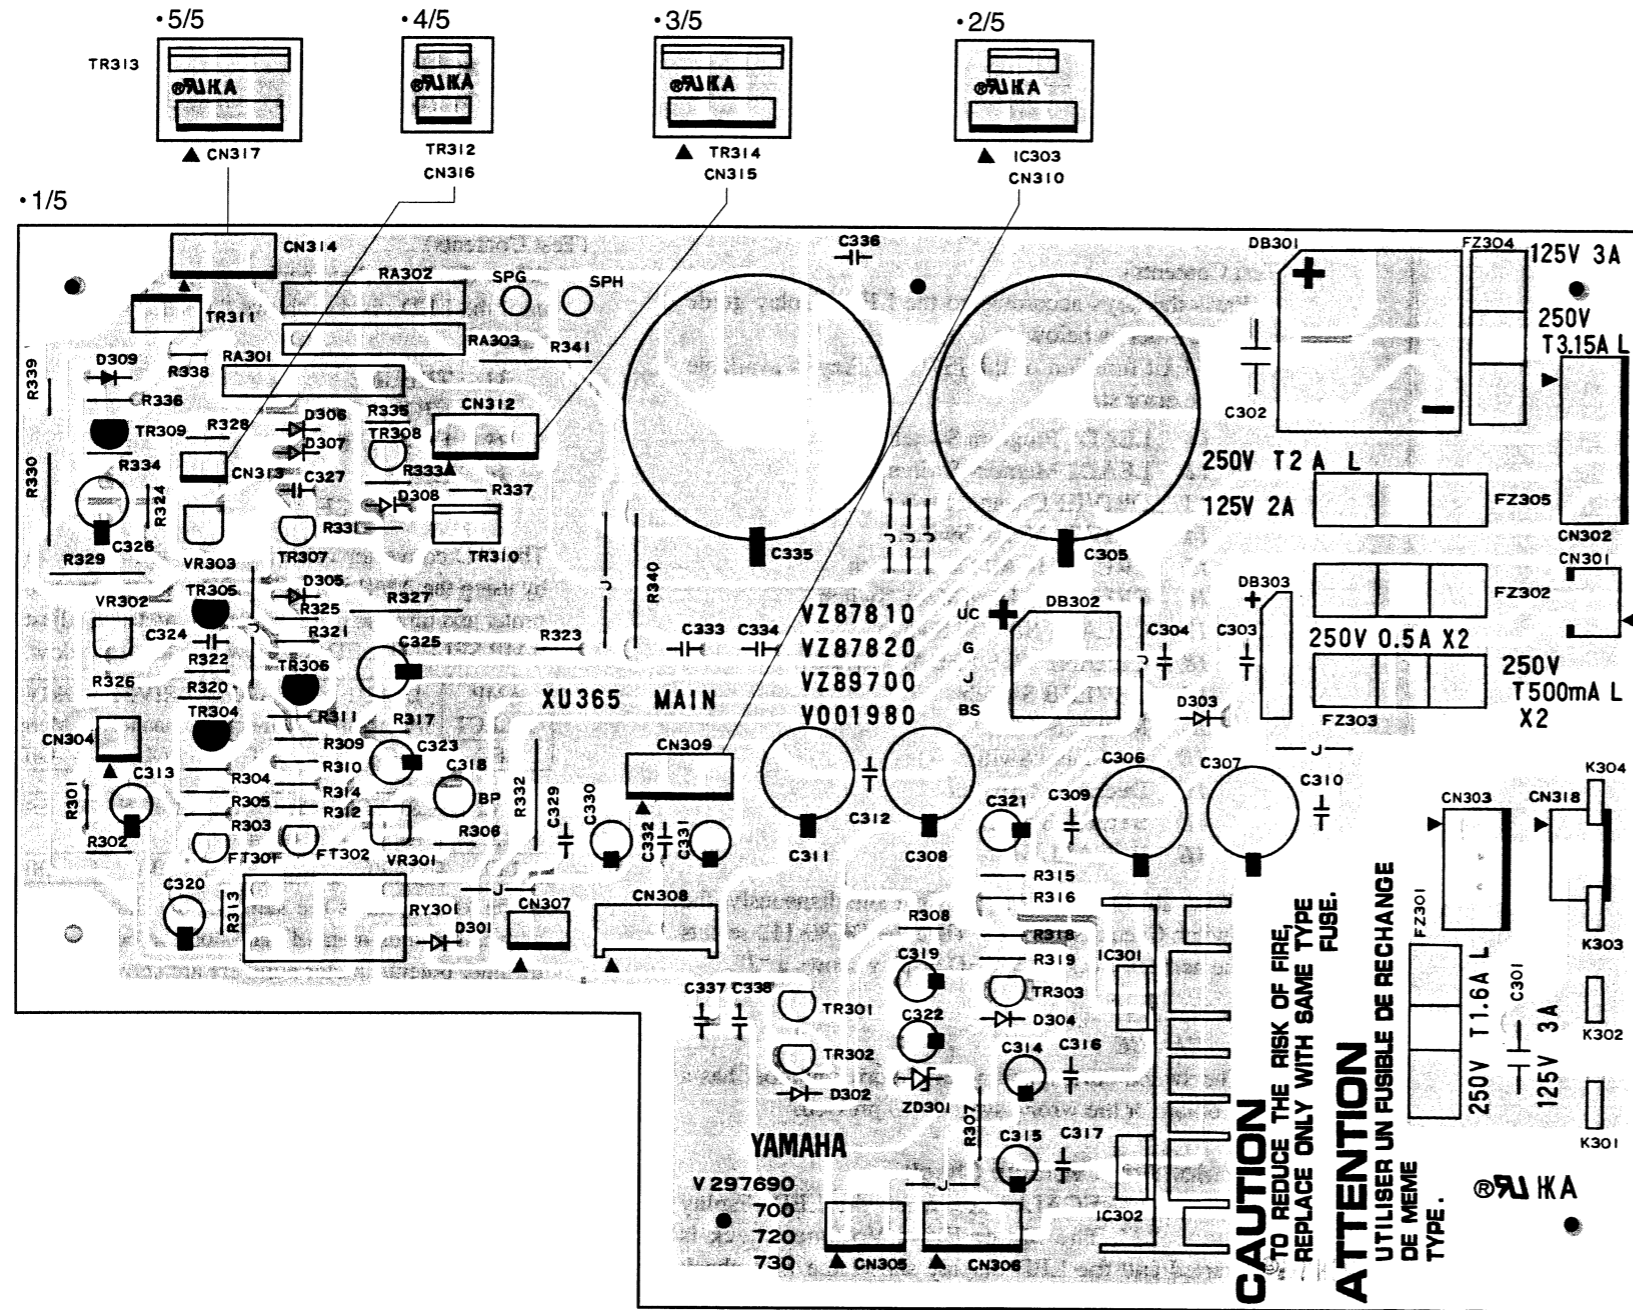 •5/5
•4/5
•3/5
•2/5
TR313
CN317
TR312
CN316
TR314
CN315
IC303
CN310
•1/5
CN314
RA302
SPG
SPH
C336
DB301
FZ304
125V 3A
TR311
RA303
R341
250V
T3.15A L
D309
R338
RA301
R339
R336
C302
TR309
R328
D306
R335
CN312
D307
TR308
R334
CN313
R333
R330
R324
C327
D308
R337
250V T2A L
125V 2A
FZ305
R331
C326
TR307
TR310
C335
C305
CN302
R329
VR303
CN301
TR305
D305
R340
VR302
R325
R327
DB303
FZ302
VZ87810 UC
DB302
C324
R321
C325
R323
C333
C334
C304
C303
250V 0.5A X2
R322
VZ87820 G
250V
T500mA L
X2
TR306
R326
R320
VZ89700 J
XU365 MAIN
D303
TR304
R311
R317
V001980 BS
FZ303
CN304
R309
C323
CN309
C306
C307
C310
C313
R310
C318
R304
R314
BP
R301
R305
R312
R332
C329
C330
C332
C331
C312
C321
C309
K304
CN303
CN318
R303
R306
R302
FT301
FT302
VR301
C311
C308
C320
R315
R313
RY301
D301
CN307
CN308
R316
R308
R318
FZ301
K303
C319
R319
IC301
C337
C338
TR301
TR303
C322
D304
K302
TR302
C314
C316
D302
ZD301
R307
C301
250V T1.6A L
125V 3A
K301
YAMAHA
C315
C317
V297690
700
720
730
IC302
CN305
CN306
CAUTION
TO REDUCE THE RISK OF FIRE,
REPLACE ONLY WITH SAME TYPE
FUSE.
ATTENTION
UTILISER UN FUSIBLE DE RECHANGE
DE MEME
TYPE.